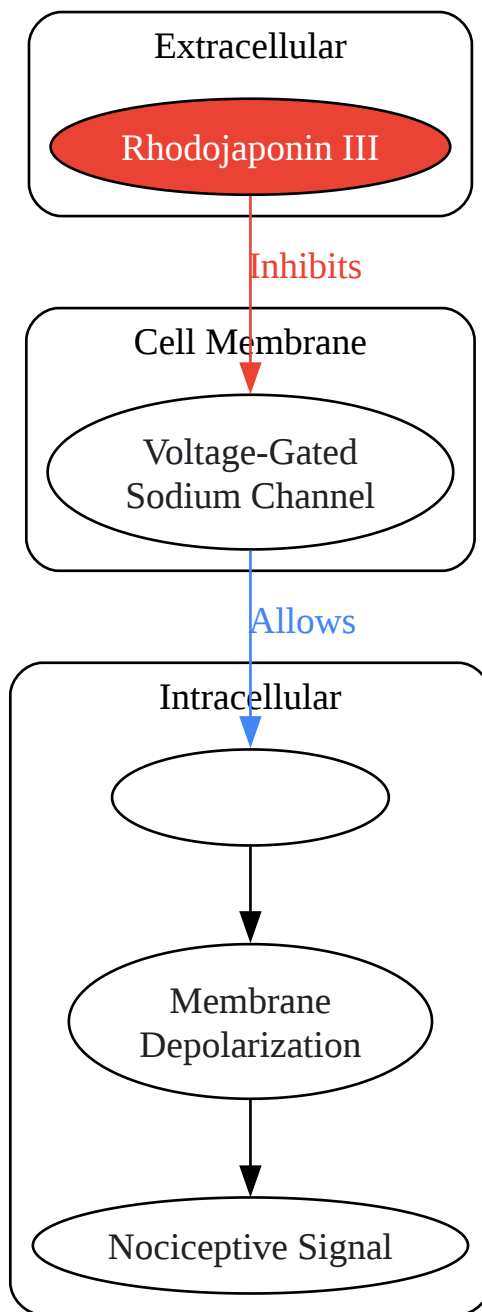 Extracellular
Rhodojaponin III
Inhibits
Cell Membrane
Voltage-Gated
Sodium Channel
Allows
Intracellular
Membrane
Depolarization
Nociceptive Signal